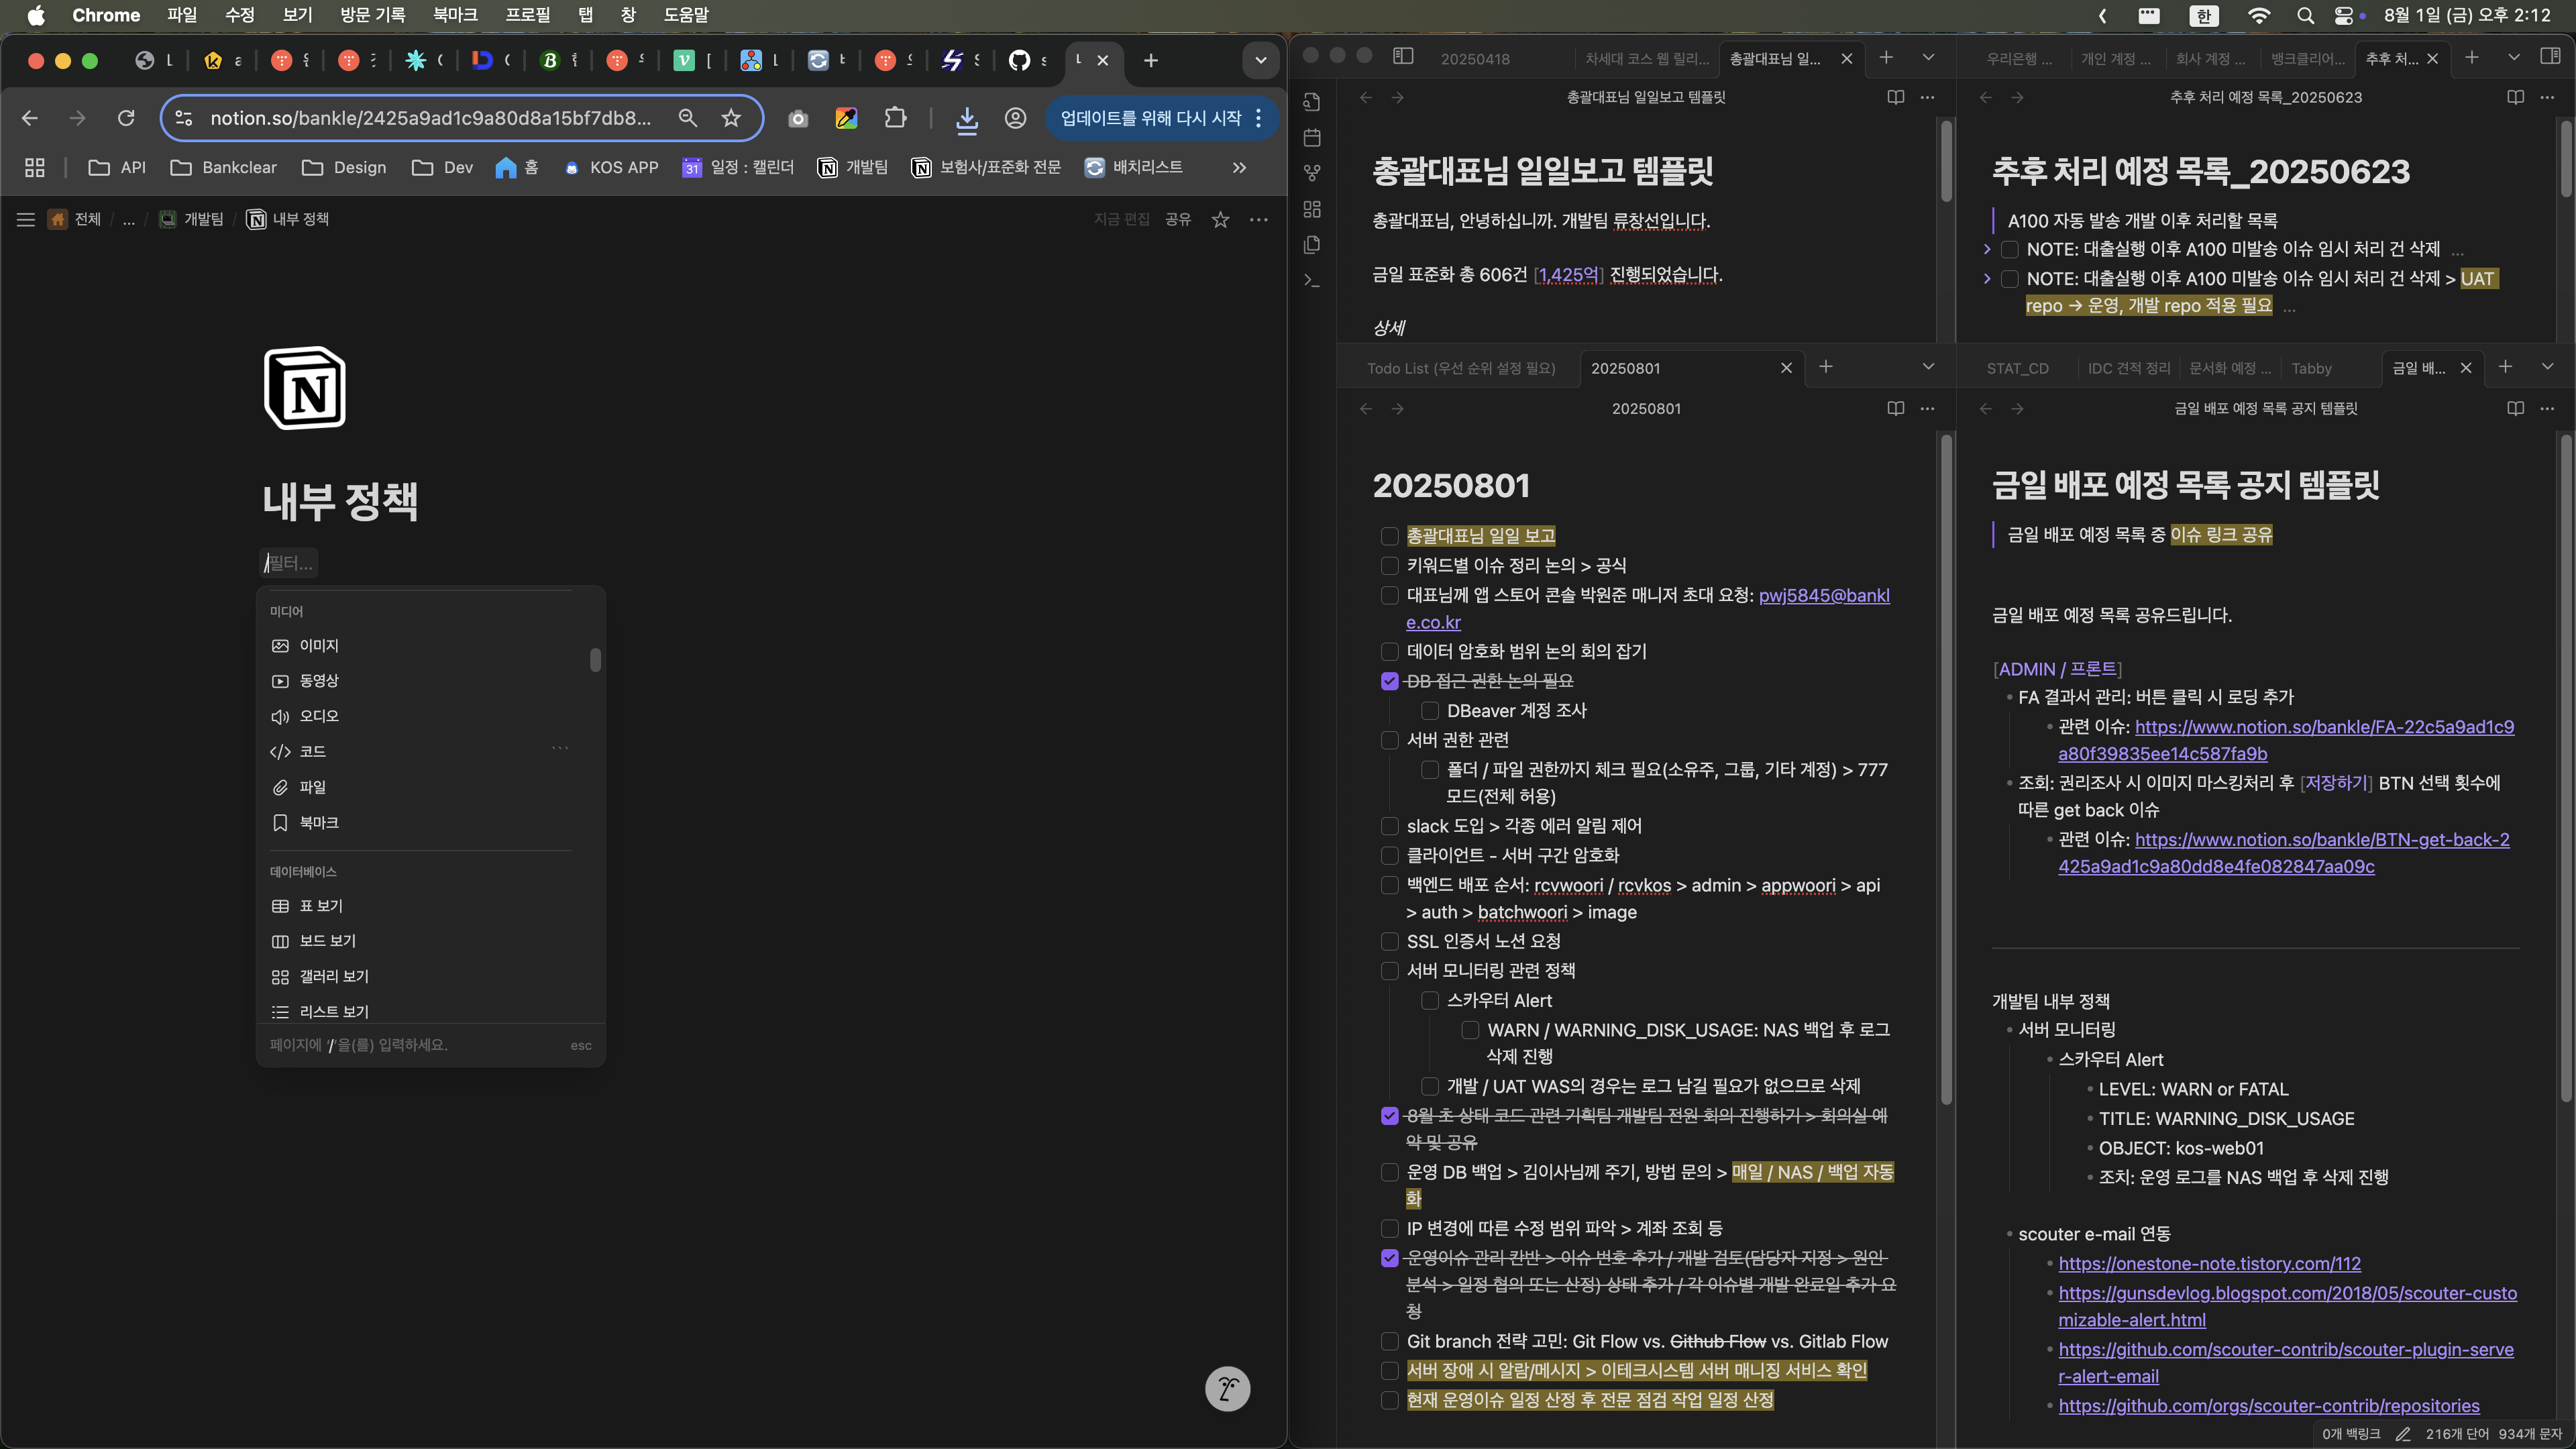 Chrome 파일 수정 보기 방문 기록 북마크 프로필 탭 창 도움말
한 8월 1일 (금) 오후 2:12
notion.so/bankle/2425a9ad1c9a80d8a15bf7db8...
업데이트를 위해 다시 시작
API Bankclear Design Dev 홈 KOS APP 31 일정 : 캘린더 개발팀 보험사/표준화 전문 배치리스트
전체 / ... / 개발팀 / 내부 정책
지금 편집 공유
내부 정책
/필터...
미디어
이미지
동영상
오디오
코드 ```
파일
북마크
데이터베이스
표 보기
보드 보기
갤러리 보기
리스트 보기
페이지에 '/'을(를) 입력하세요. esc
20250418 차세대 코스 웹 릴리... 총괄대표님 일...
총괄대표님 일일보고 템플릿
총괄대표님 일일보고 템플릿
총괄대표님, 안녕하십니까. 개발팀 류창선입니다.
금일 표준화 총 606건 [1,425억] 진행되었습니다.
상세
우리은행 ... 개인 계정 ... 회사 계정 ... 뱅크클리어... 추후 처...
추후 처리 예정 목록_20250623
추후 처리 예정 목록_20250623
A100 자동 발송 개발 이후 처리할 목록
NOTE: 대출실행 이후 A100 미발송 이슈 임시 처리 건 삭제 ...
NOTE: 대출실행 이후 A100 미발송 이슈 임시 처리 건 삭제 > UAT
repo → 운영, 개발 repo 적용 필요 ...
Todo List (우선 순위 설정 필요) 20250801
20250801
20250801
총괄대표님 일일 보고
키워드별 이슈 정리 논의 > 공식
대표님께 앱 스토어 콘솔 박원준 매니저 초대 요청: pwj5845@bankl
e.co.kr
데이터 암호화 범위 논의 회의 잡기
DB 접근 권한 논의 필요
DBeaver 계정 조사
서버 권한 관련
폴더 / 파일 권한까지 체크 필요(소유주, 그룹, 기타 계정) > 777
모드(전체 허용)
slack 도입 > 각종 에러 알림 제어
클라이언트 - 서버 구간 암호화
백엔드 배포 순서: rcvwoori / rcvkos > admin > appwoori > api
> auth > batchwoori > image
SSL 인증서 노션 요청
서버 모니터링 관련 정책
스카우터 Alert
WARN / WARNING_DISK_USAGE: NAS 백업 후 로그
삭제 진행
개발 / UAT WAS의 경우는 로그 남길 필요가 없으므로 삭제
8월 초 상태 코드 관련 기획팀 개발팀 전원 회의 진행하기 > 회의실 예
약 및 공유
운영 DB 백업 > 김이사님께 주기, 방법 문의 > 매일 / NAS / 백업 자동
화
IP 변경에 따른 수정 범위 파악 > 계좌 조회 등
운영이슈 관리 칸반 > 이슈 번호 추가 / 개발 검토(담당자 지정 > 원인
분석 > 일정 협의 또는 산정) 상태 추가 / 각 이슈별 개발 완료일 추가 요
청
Git branch 전략 고민: Git Flow vs. Github Flow vs. Gitlab Flow
서버 장애 시 알람/메시지 > 이테크시스템 서버 매니징 서비스 확인
현재 운영이슈 일정 산정 후 전문 점검 작업 일정 산정
STAT_CD IDC 견적 정리 문서화 예정 ... Tabby 금일 배...
금일 배포 예정 목록 공지 템플릿
금일 배포 예정 목록 공지 템플릿
금일 배포 예정 목록 중 이슈 링크 공유
금일 배포 예정 목록 공유드립니다.
[ADMIN / 프론트]
FA 결과서 관리: 버튼 클릭 시 로딩 추가
관련 이슈: https://www.notion.so/bankle/FA-22c5a9ad1c9
a80f39835ee14c587fa9b
조회: 권리조사 시 이미지 마스킹처리 후 [저장하기] BTN 선택 횟수에
따른 get back 이슈
관련 이슈: https://www.notion.so/bankle/BTN-get-back-2
425a9ad1c9a80dd8e4fe082847aa09c
개발팀 내부 정책
서버 모니터링
스카우터 Alert
LEVEL: WARN or FATAL
TITLE: WARNING_DISK_USAGE
OBJECT: kos-web01
조치: 운영 로그를 NAS 백업 후 삭제 진행
scouter e-mail 연동
https://onestone-note.tistory.com/112
https://gunsdevlog.blogspot.com/2018/05/scouter-custo
mizable-alert.html
https://github.com/scouter-contrib/scouter-plugin-serve
r-alert-email
https://github.com/orgs/scouter-contrib/repositories
0개 백링크 216개 단어 934개 문자